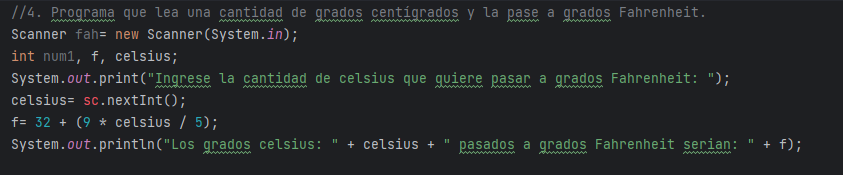 //4. Programa que lea una cantidad de grados centígrados y la pase a grados Fahrenheit.
Scanner fah= new Scanner(System.in);
int num1, f, celsius;
System.out.print("Ingrese la cantidad de celsius que quiere pasar a grados Fahrenheit: ");
celsius= sc.nextInt();
f= 32 + (9 * celsius / 5);
System.out.println("Los grados celsius: " + celsius + " pasados a grados Fahrenheit serian: " + f);